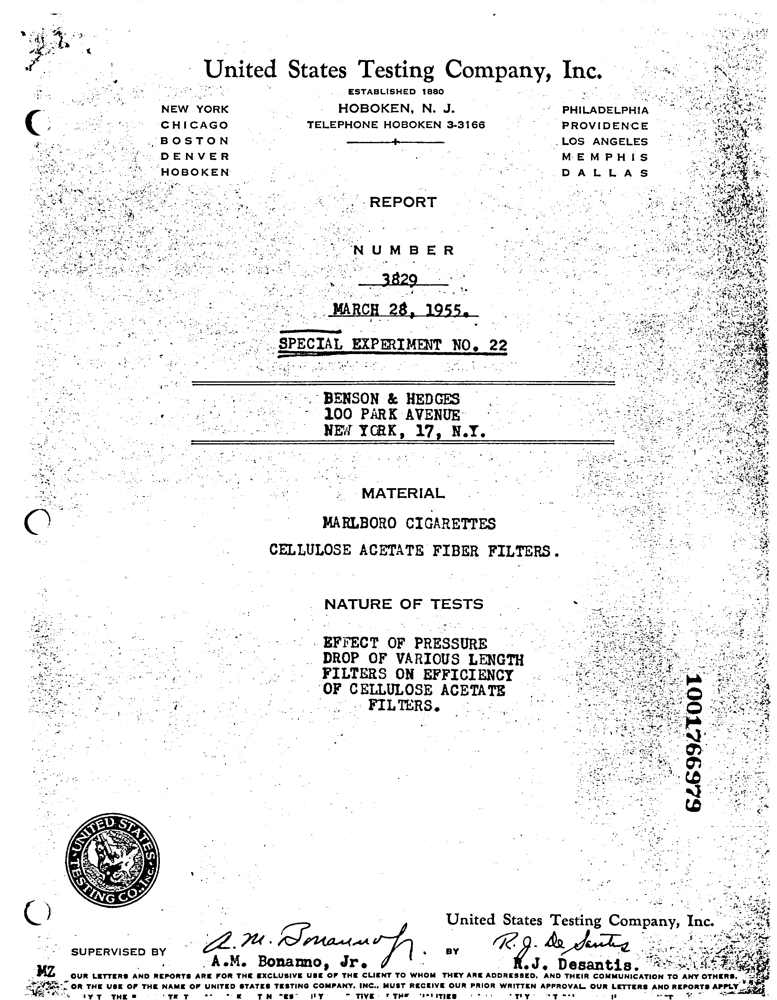 United States Testing Company, Inc.
ESTABLISHED 1880
HOBOKEN, N. J.
TELEPHONE HOBOKEN 3-3166
NEW YORK
CHICAGO
BOSTON
DENVER
HOBOKEN
PHILADELPHIA
PROVIDENCE
LOS ANGELES
MEMPHIS
DALLAS
REPORT
NUMBER
3829
MARCH 28, 1955.
SPECIAL EXPERIMENT NO. 22
BENSON & HEDGES
100 PARK AVENUE
NEW YORK, 17, N.Y.
MATERIAL
MARLBORO CIGARETTES
CELLULOSE ACETATE FIBER FILTERS.
NATURE OF TESTS
EFFECT OF PRESSURE
DROP OF VARIOUS LENGTH
FILTERS ON EFFICIENCY
OF CELLULOSE ACETATE
FILTERS.
1001766979
UNITED STATES TESTING CO., INC.
United States Testing Company, Inc.
SUPERVISED BY A.M. Bonanno Jr. BY R.J. De Santis
A.M. Bonanno, Jr. R.J. Desantis.
MZ
OUR LETTERS AND REPORTS ARE FOR THE EXCLUSIVE USE OF THE CLIENT TO WHOM THEY ARE ADDRESSED, AND THEIR COMMUNICATION TO ANY OTHERS,
OR THE USE OF THE NAME OF UNITED STATES TESTING COMPANY, INC., MUST RECEIVE OUR PRIOR WRITTEN APPROVAL. OUR LETTERS AND REPORTS APPLY